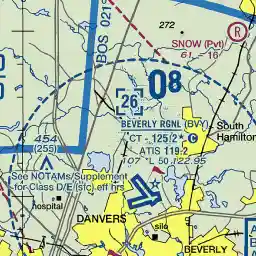 272
R
SNOW (Pvt)
61 - 16
BOS 021°
08
26
BEVERLY RGNL (BVY)
CT - 125.2 * C
ATIS 119.2
107 L 50 122.95
South
Hamilton
454
(255)
See NOTAMs/Supplement
for Class D/E (sfc) eff hrs
hospital
DANVERS
silo
BEVERLY